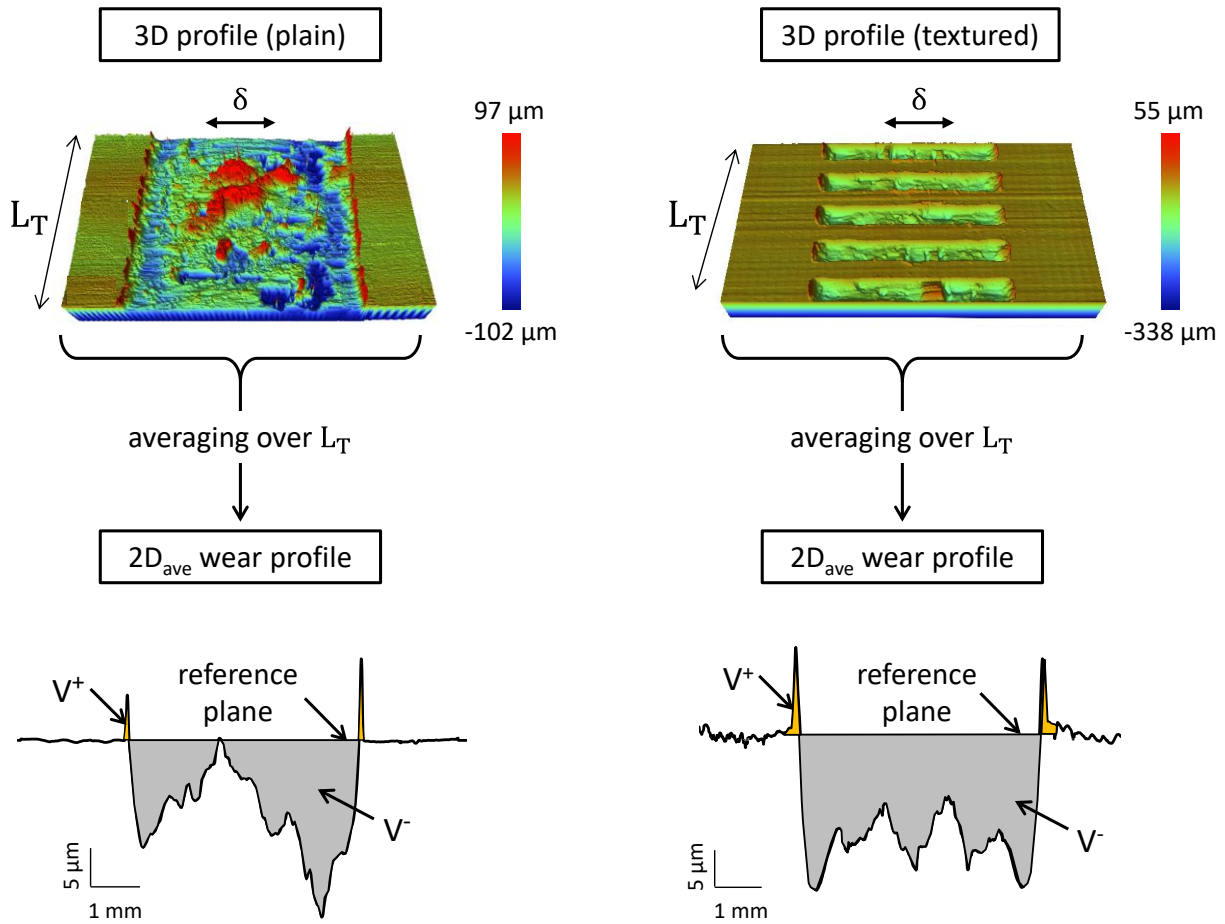 3D profile (plain)
δ
L_T
97 µm
-102 µm
averaging over L_T
2D_ave wear profile
V⁺
reference
plane
V⁻
5 µm
1 mm
3D profile (textured)
δ
L_T
55 µm
-338 µm
averaging over L_T
2D_ave wear profile
V⁺
reference
plane
V⁻
5 µm
1 mm